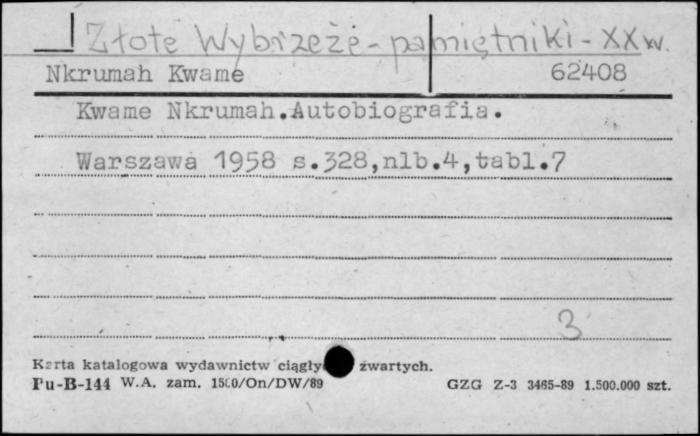 Złote Wybrzeże - pamiętniki - XX w.
Nkrumah Kwame 62408
Kwame Nkrumah.Autobiografia.
Warszawa 1958 s.328,nlb.4,tabl.7
3
Karta katalogowa wydawnictw zwartych.
Pu-B-144 W.A. zam. 1500/On/DW/89 GZG Z-3 3465-89 1.500.000 szt.